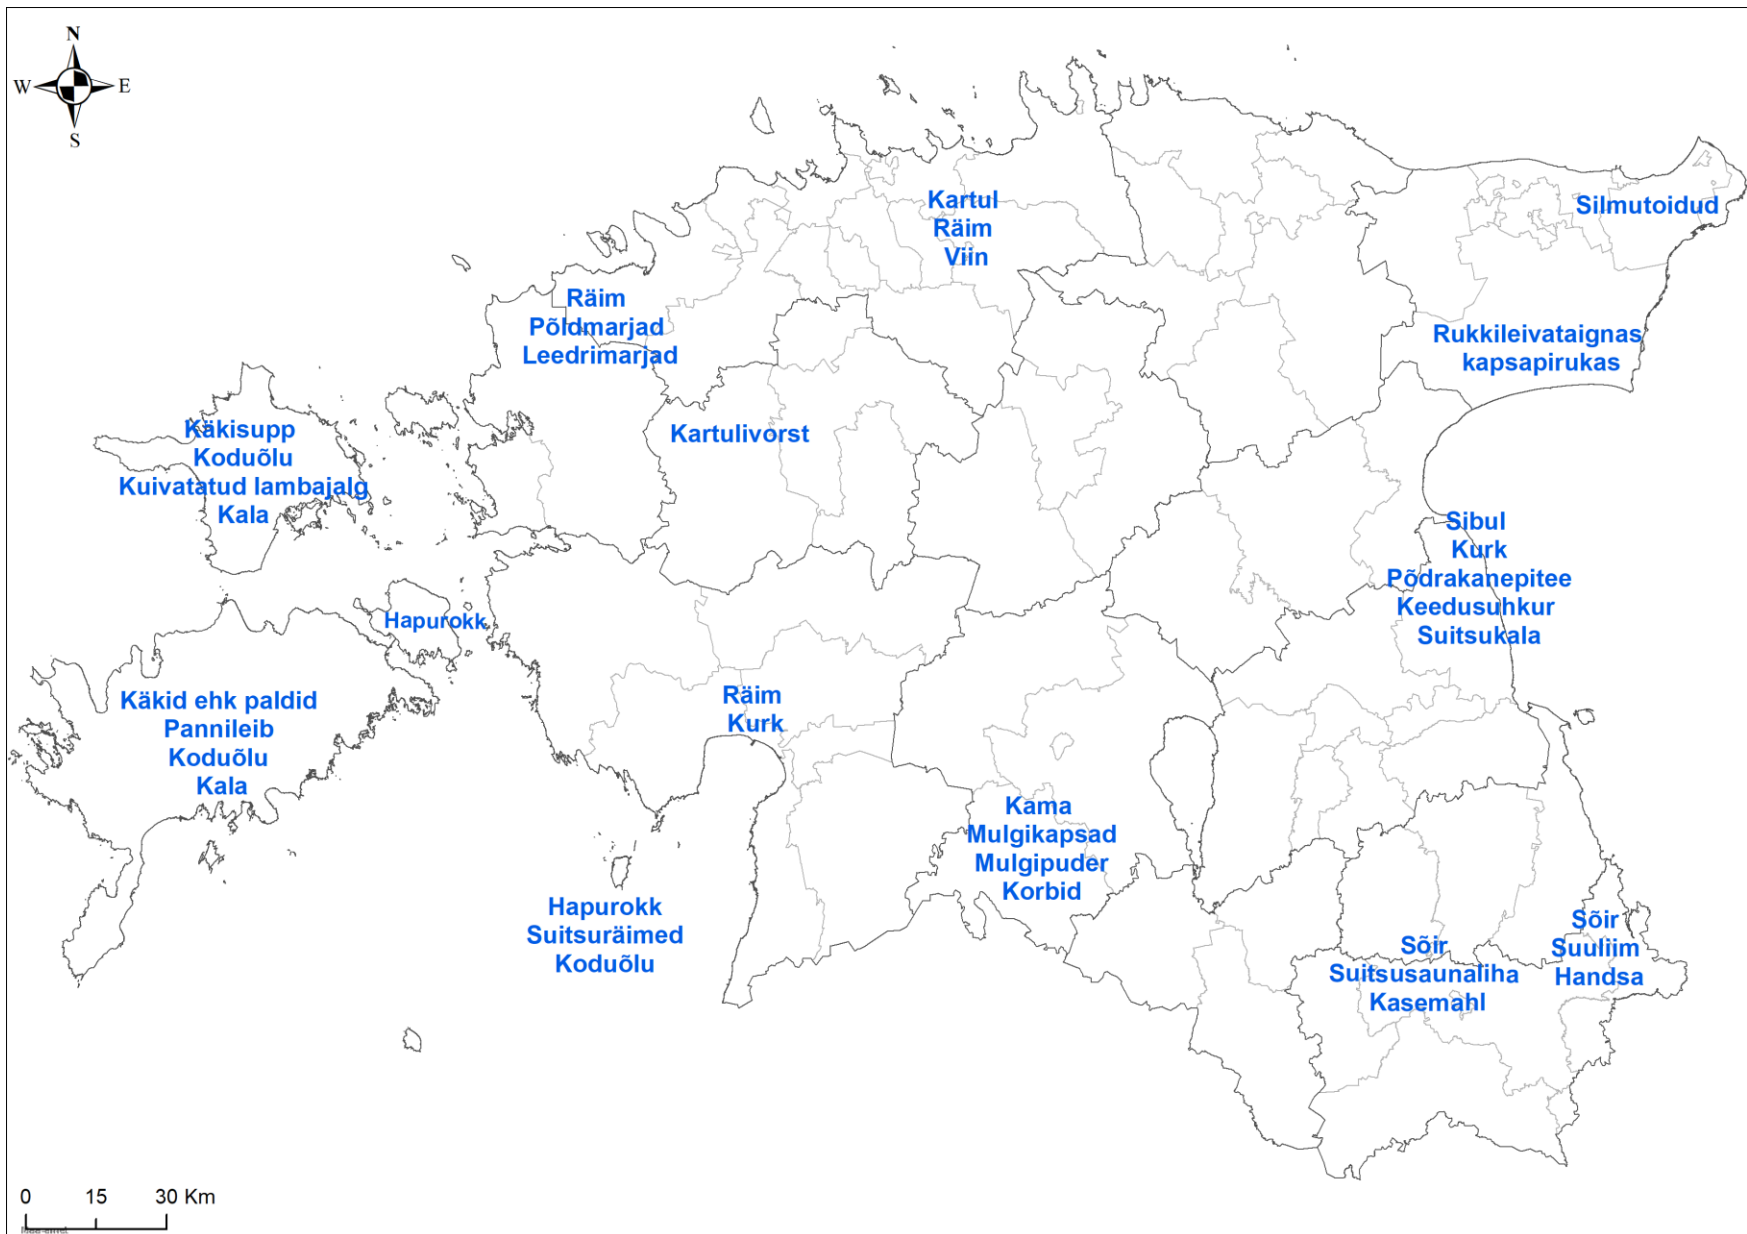 N
W E
S
Kartul
Räim
Viin
Silmutoidud
Räim
Põldmarjad
Leedrimarjad
Rukkileivataignas
kapsapirukas
Käkisupp
Koduõlu
Kuivatatud lambajalg
Kala
Kartulivorst
Sibul
Kurk
Põdrakanepitee
Keedusuhkur
Suitsukala
Hapurokk
Käkid ehk paldid
Pannileib
Koduõlu
Kala
Räim
Kurk
Kama
Mulgikapsad
Mulgipuder
Korbid
Hapurokk
Suitsuräimed
Koduõlu
Sõir
Suitsusaunaliha
Kasemahl
Sõir
Suuliim
Handsa
0 15 30 Km